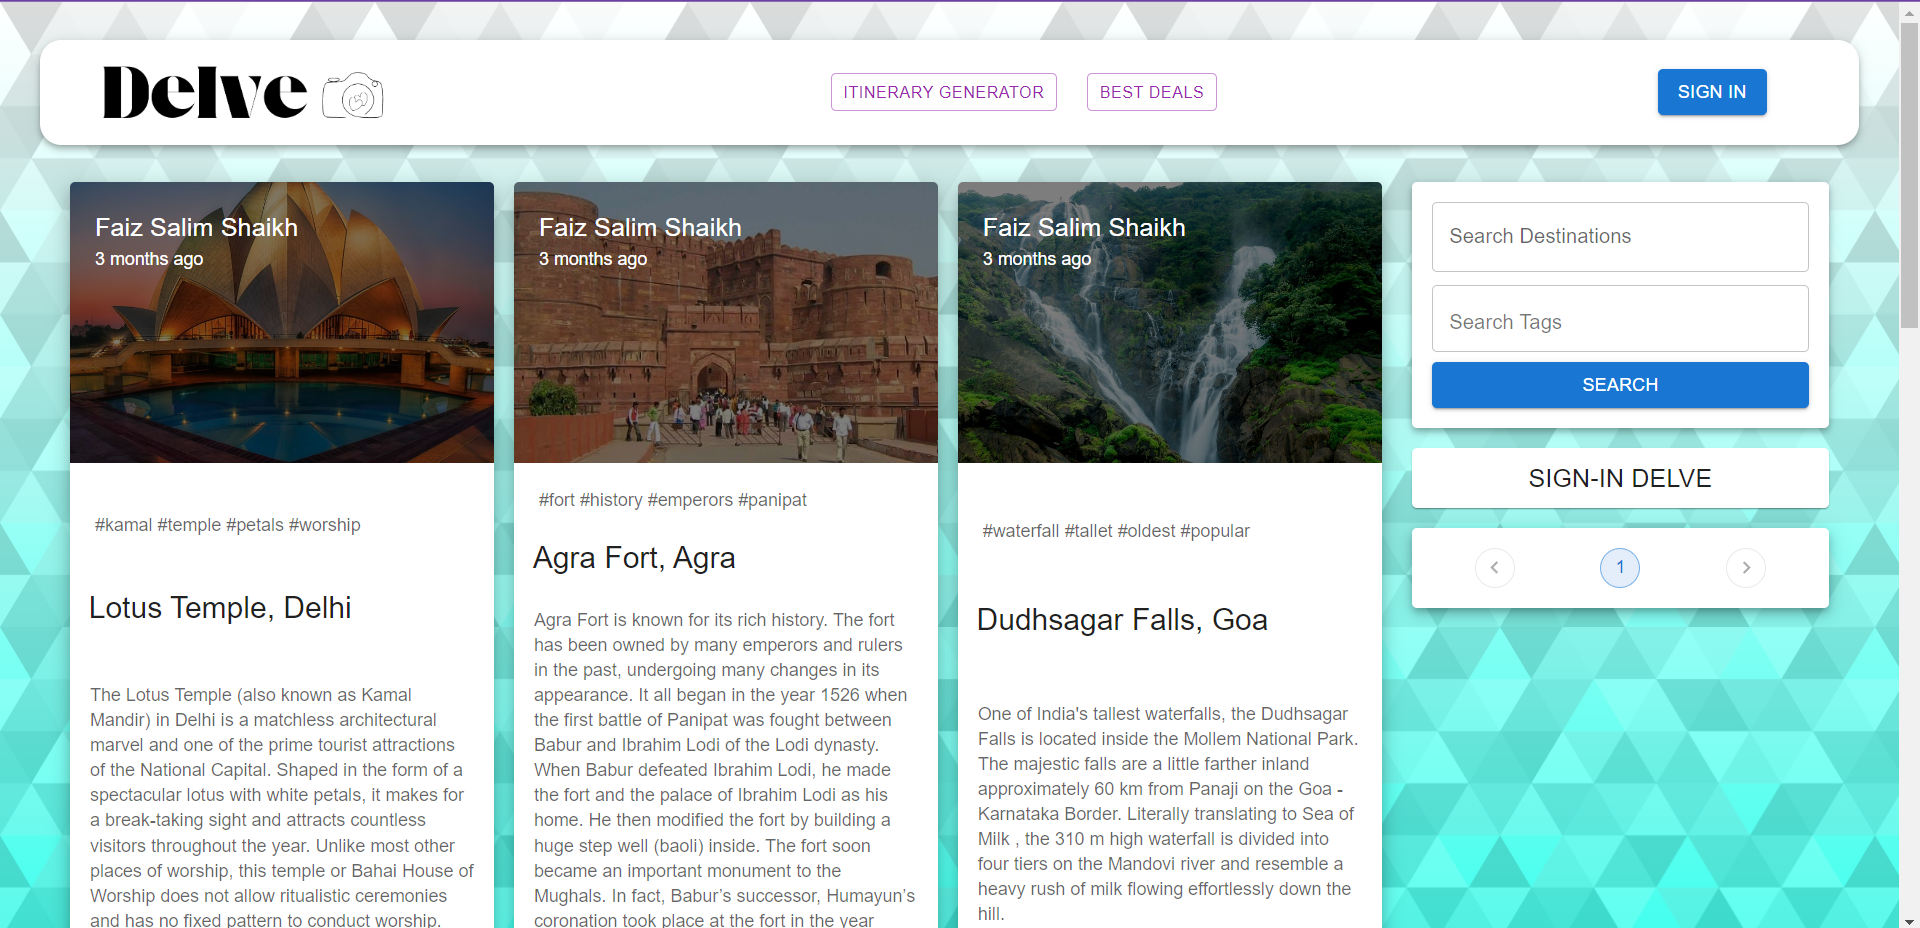 Delve
ITINERARY GENERATOR
BEST DEALS
SIGN IN
Faiz Salim Shaikh
3 months ago
#kamal #temple #petals #worship
Lotus Temple, Delhi
The Lotus Temple (also known as Kamal
Mandir) in Delhi is a matchless architectural
marvel and one of the prime tourist attractions
of the National Capital. Shaped in the form of a
spectacular lotus with white petals, it makes for
a break-taking sight and attracts countless
visitors throughout the year. Unlike most other
places of worship, this temple or Bahai House of
Worship does not allow ritualistic ceremonies
and has no fixed pattern to conduct worship.
Faiz Salim Shaikh
3 months ago
#fort #history #emperors #panipat
Agra Fort, Agra
Agra Fort is known for its rich history. The fort
has been owned by many emperors and rulers
in the past, undergoing many changes in its
appearance. It all began in the year 1526 when
the first battle of Panipat was fought between
Babur and Ibrahim Lodi of the Lodi dynasty.
When Babur defeated Ibrahim Lodi, he made
the fort and the palace of Ibrahim Lodi as his
home. He then modified the fort by building a
huge step well (baoli) inside. The fort soon
became an important monument to the
Mughals. In fact, Babur’s successor, Humayun’s
coronation took place at the fort in the year
Faiz Salim Shaikh
3 months ago
#waterfall #tallet #oldest #popular
Dudhsagar Falls, Goa
One of India's tallest waterfalls, the Dudhsagar
Falls is located inside the Mollem National Park.
The majestic falls are a little farther inland
approximately 60 km from Panaji on the Goa -
Karnataka Border. Literally translating to Sea of
Milk , the 310 m high waterfall is divided into
four tiers on the Mandovi river and resemble a
heavy rush of milk flowing effortlessly down the
hill.
Search Destinations
Search Tags
SEARCH
SIGN-IN DELVE
1